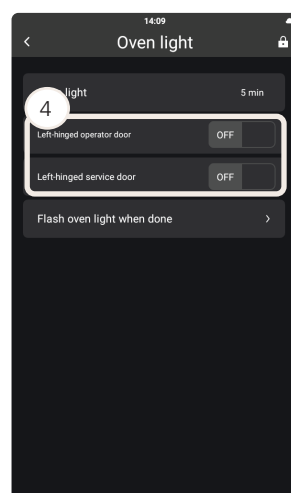 14:09
Oven light
light 5 min
4
Left-hinged operator door OFF
Left-hinged service door OFF
Flash oven light when done